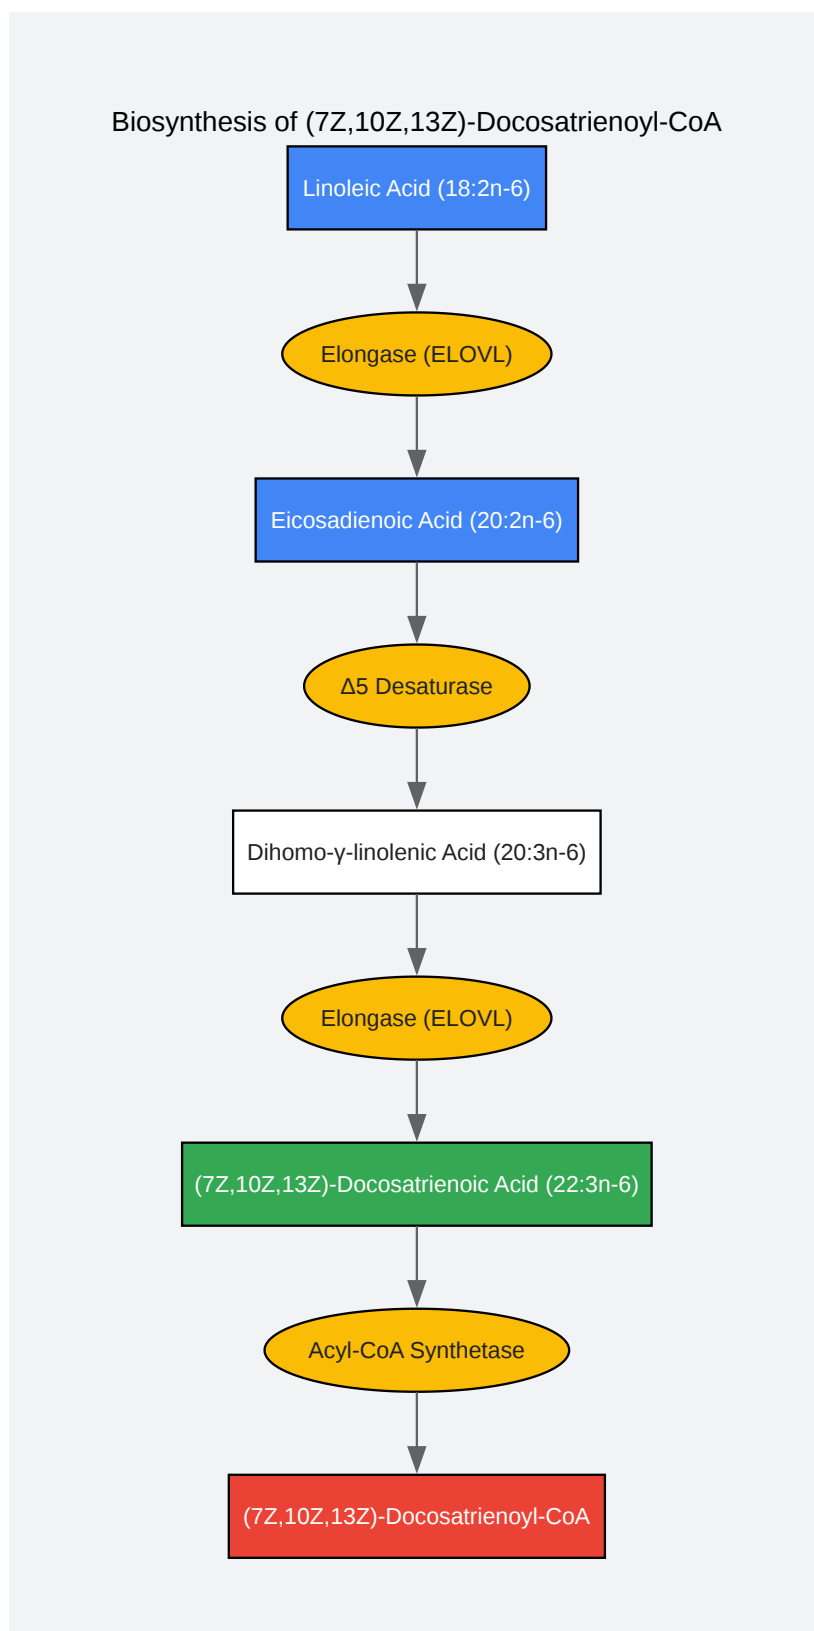 Biosynthesis of (7Z,10Z,13Z)-Docosatrienoyl-CoA
Linoleic Acid (18:2n-6)
Elongase (ELOVL)
Eicosadienoic Acid (20:2n-6)
Δ5 Desaturase
Dihomo-γ-linolenic Acid (20:3n-6)
Elongase (ELOVL)
(7Z,10Z,13Z)-Docosatrienoic Acid (22:3n-6)
Acyl-CoA Synthetase
(7Z,10Z,13Z)-Docosatrienoyl-CoA